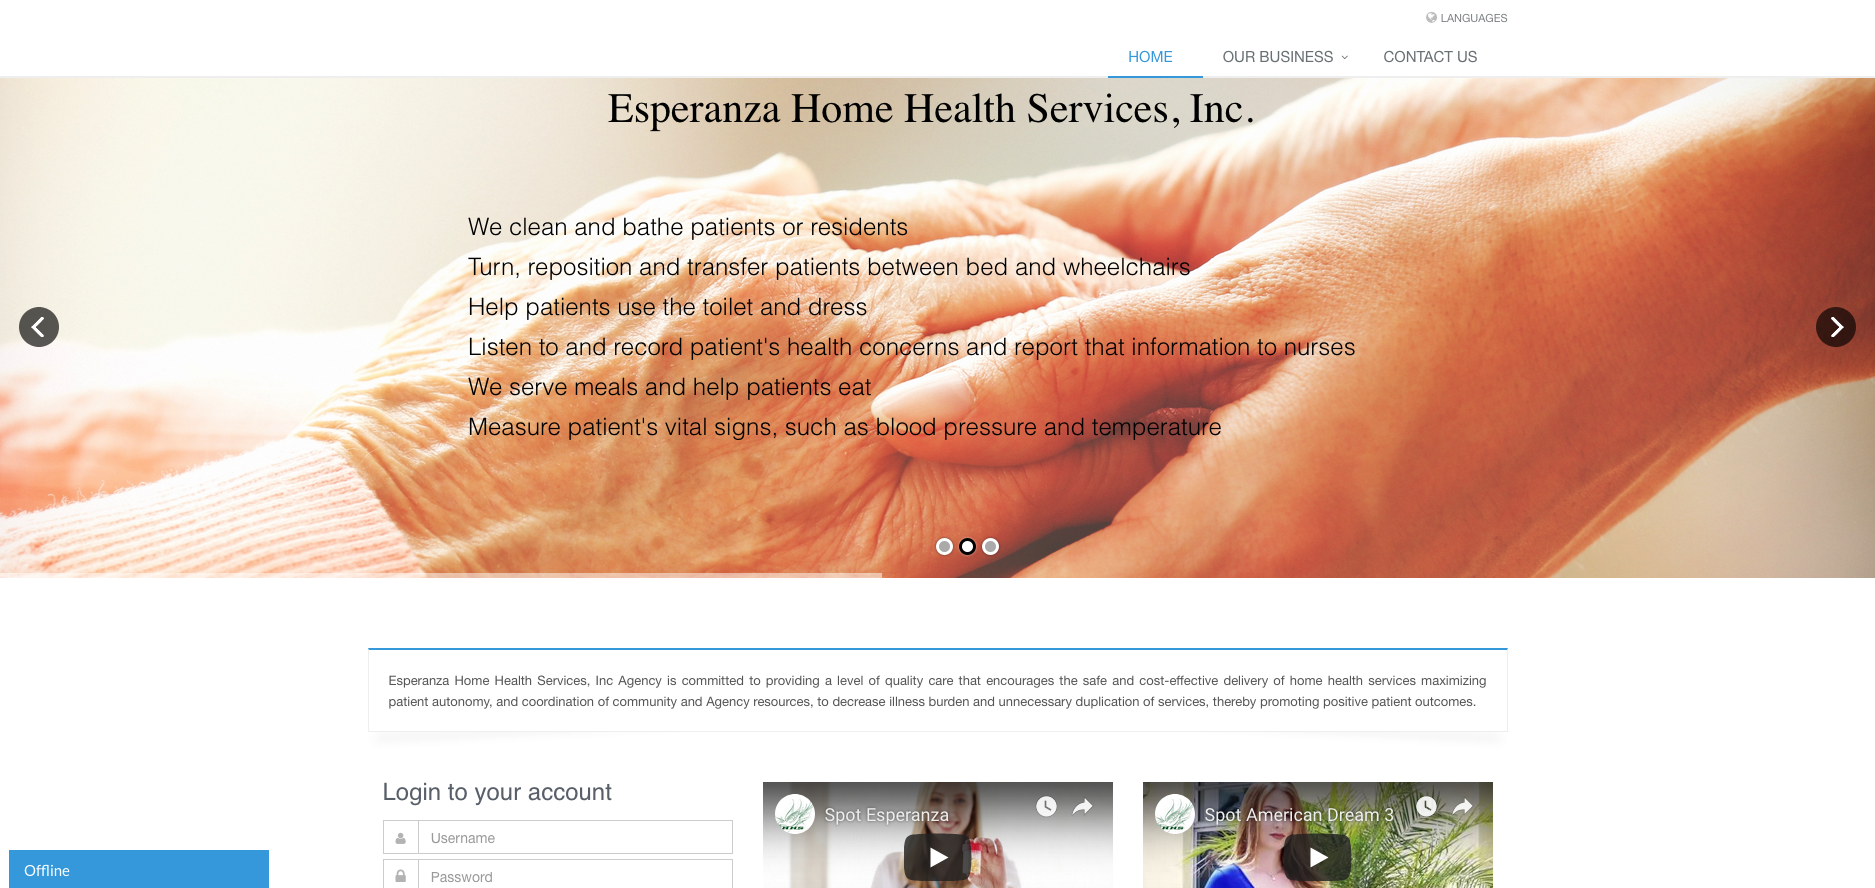 LANGUAGES
HOME
OUR BUSINESS
CONTACT US
Esperanza Home Health Services, Inc.
We clean and bathe patients or residents
Turn, reposition and transfer patients between bed and wheelchairs
Help patients use the toilet and dress
Listen to and record patient's health concerns and report that information to nurses
We serve meals and help patients eat
Measure patient's vital signs, such as blood pressure and temperature
Esperanza Home Health Services, Inc Agency is committed to providing a level of quality care that encourages the safe and cost-effective delivery of home health services maximizing
patient autonomy, and coordination of community and Agency resources, to decrease illness burden and unnecessary duplication of services, thereby promoting positive patient outcomes.
Login to your account
Username
Password
Spot Esperanza
Spot American Dream 3
Offline